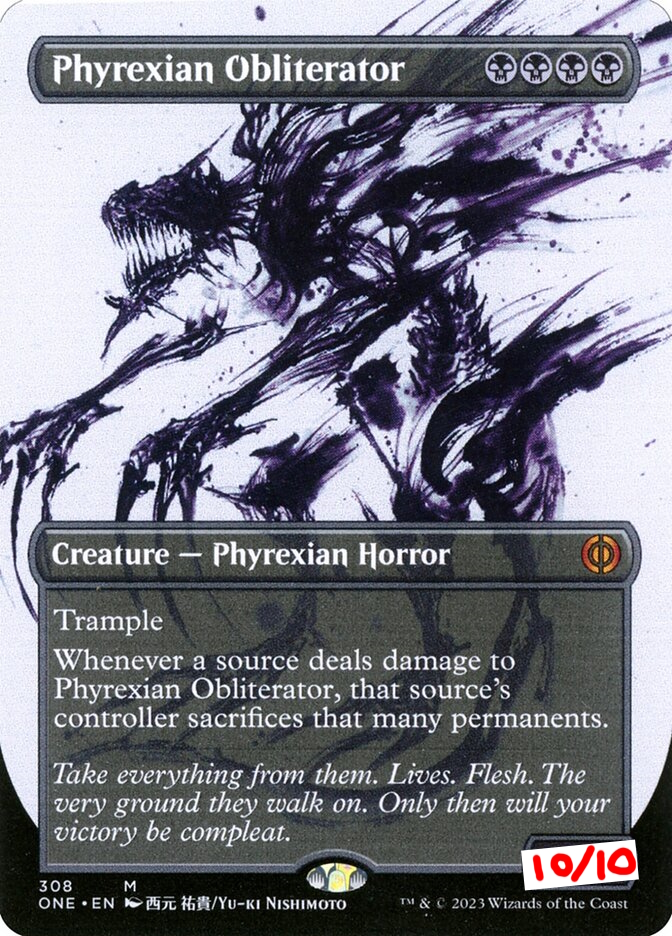 Phyrexian Obliterator
Creature — Phyrexian Horror
Trample
Whenever a source deals damage to
Phyrexian Obliterator, that source's
controller sacrifices that many permanents.
Take everything from them. Lives. Flesh. The
very ground they walk on. Only then will your
victory be compleat.
10/10
308 M
ONE • EN 西元 祐貴/Yu-ki Nishimoto
™ & © 2023 Wizards of the Coast